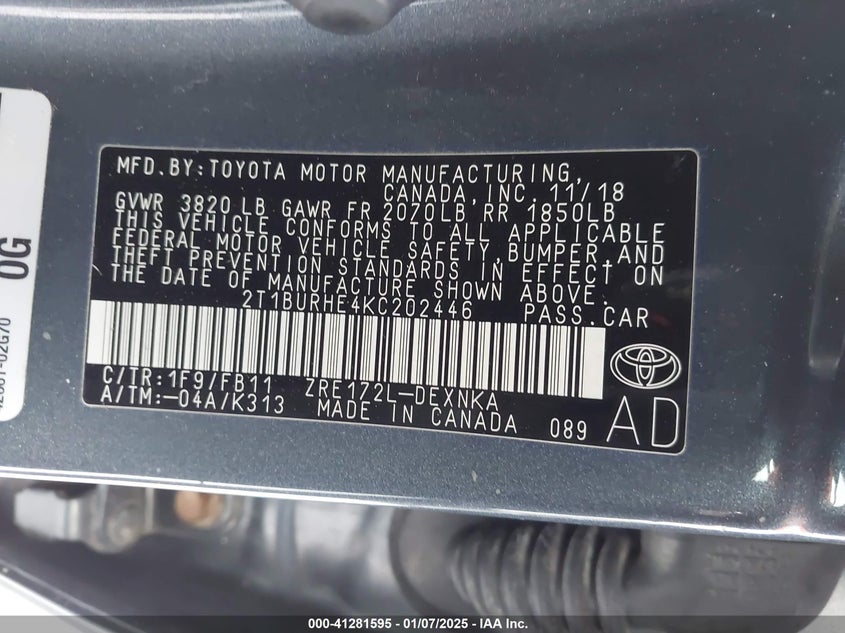 MFD.BY:TOYOTA MOTOR MANUFACTURING,
CANADA,INC. 11/18
GVWR 3820 LB GAWR FR 2070LB RR 1850LB
THIS VEHICLE CONFORMS TO ALL APPLICABLE
FEDERAL MOTOR VEHICLE SAFETY,BUMPER,AND
THEFT PREVENTION STANDARDS IN EFFECT ON
THE DATE OF MANUFACTURE SHOWN ABOVE.
2T1BURHE4KC202446 PASS.CAR
C/TR:1F9/FB11 ZRE172L-DEXNKA
A/TM:-04A/K313 MADE IN CANADA 089 AD
0G
000-41281595 - 01/07/2025 - IAA Inc.